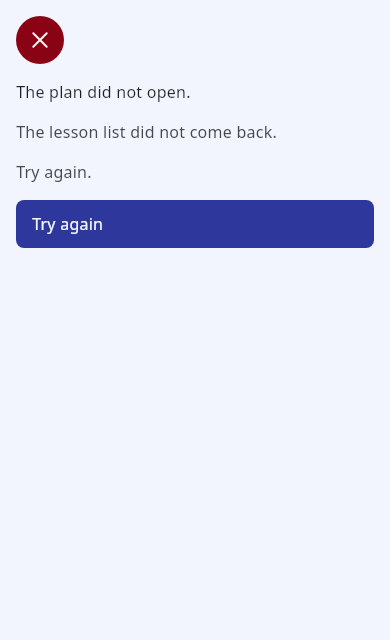 The plan did not open.
The lesson list did not come back.
Try again.
Try again